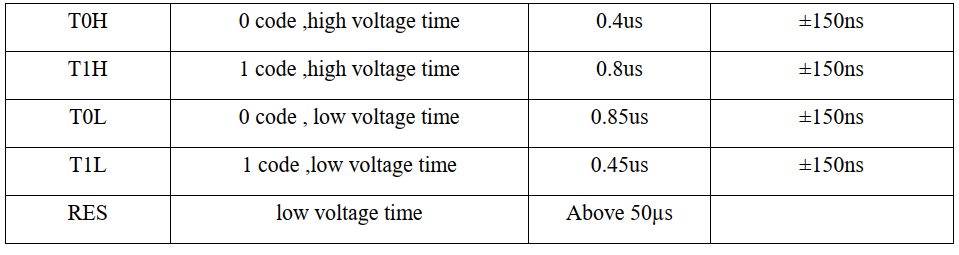 T0H 0 code ,high voltage time 0.4us ±150ns
T1H 1 code ,high voltage time 0.8us ±150ns
T0L 0 code , low voltage time 0.85us ±150ns
T1L 1 code ,low voltage time 0.45us ±150ns
RES low voltage time Above 50µs